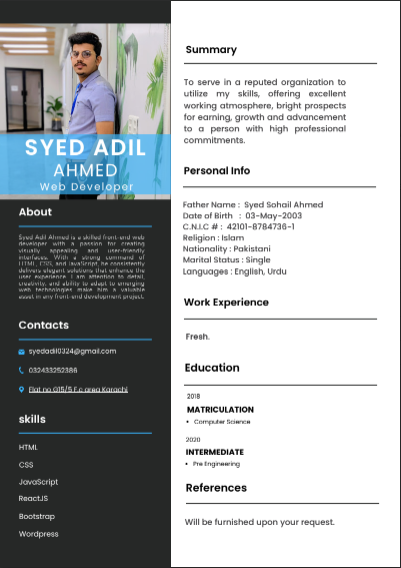 SYED ADIL
AHMED
Web Developer
About
Syed Adil Ahmed is a skilled front-end web
developer with a passion for creating
visually appealing and user-friendly
interfaces. With a strong command of
HTML, CSS, and JavaScript, he consistently
delivers elegant solutions that enhance the
user experience. I am attention to detail,
creativity, and ability to adapt to emerging
web technologies make him a valuable
asset in any front-end development project.
Contacts
syedadil0324@gmail.com
032433252386
Flat no 015/5 F.c area Karachi
skills
HTML
CSS
JavaScript
ReactJS
Bootstrap
Wordpress
Summary
To serve in a reputed organization to
utilize my skills, offering excellent
working atmosphere, bright prospects
for earning, growth and advancement
to a person with high professional
commitments.
Personal Info
Father Name : Syed Sohail Ahmed
Date of Birth : 03-May-2003
C.N.I.C # : 42101-8784736-1
Religion : Islam
Nationality : Pakistani
Marital Status : Single
Languages : English, Urdu
Work Experience
Fresh.
Education
2018
MATRICULATION
• Computer Science
2020
INTERMEDIATE
• Pre Engineering
References
Will be furnished upon your request.